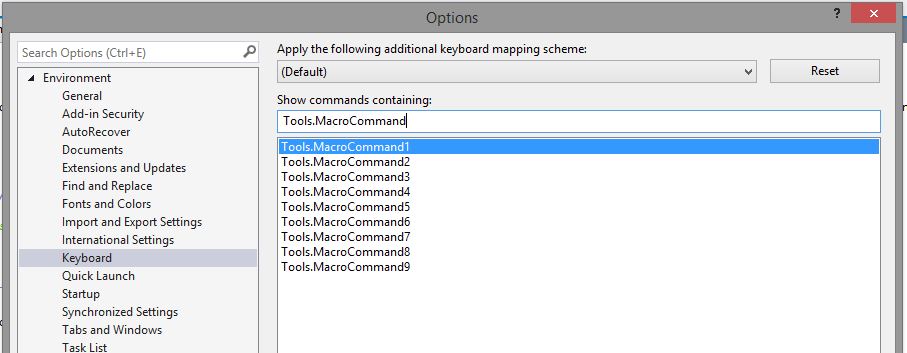 Options
Search Options (Ctrl+E)
Environment
General
Add-in Security
AutoRecover
Documents
Extensions and Updates
Find and Replace
Fonts and Colors
Import and Export Settings
International Settings
Keyboard
Quick Launch
Startup
Synchronized Settings
Tabs and Windows
Task List
Apply the following additional keyboard mapping scheme:
(Default)
Reset
Show commands containing:
Tools.MacroCommand
Tools.MacroCommand1
Tools.MacroCommand2
Tools.MacroCommand3
Tools.MacroCommand4
Tools.MacroCommand5
Tools.MacroCommand6
Tools.MacroCommand7
Tools.MacroCommand8
Tools.MacroCommand9